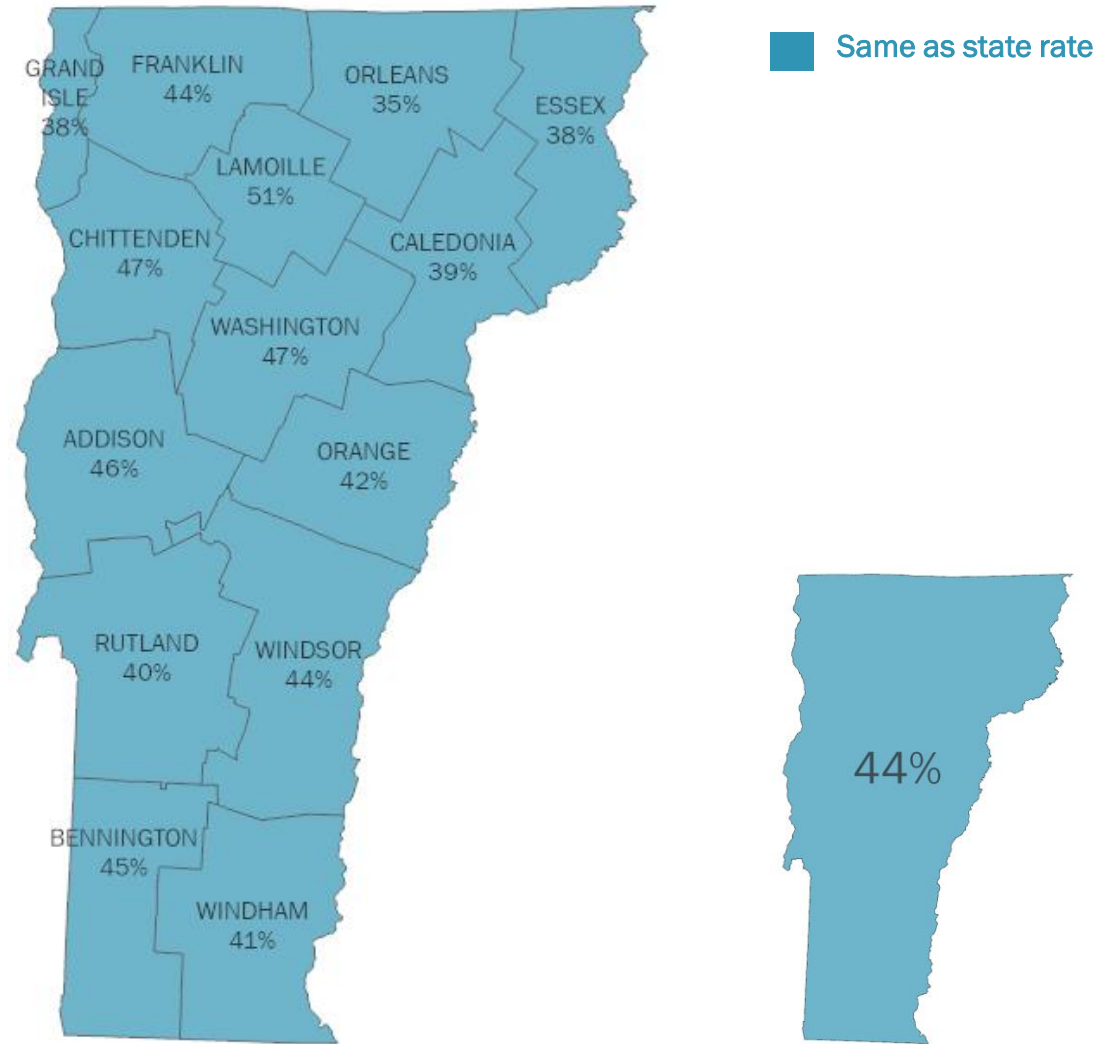 Same as state rate
GRAND
ISLE
38%
FRANKLIN
44%
ORLEANS
35%
ESSEX
38%
LAMOILLE
51%
CHITTENDEN
47%
CALEDONIA
39%
WASHINGTON
47%
ADDISON
46%
ORANGE
42%
RUTLAND
40%
WINDSOR
44%
BENNINGTON
45%
WINDHAM
41%
44%